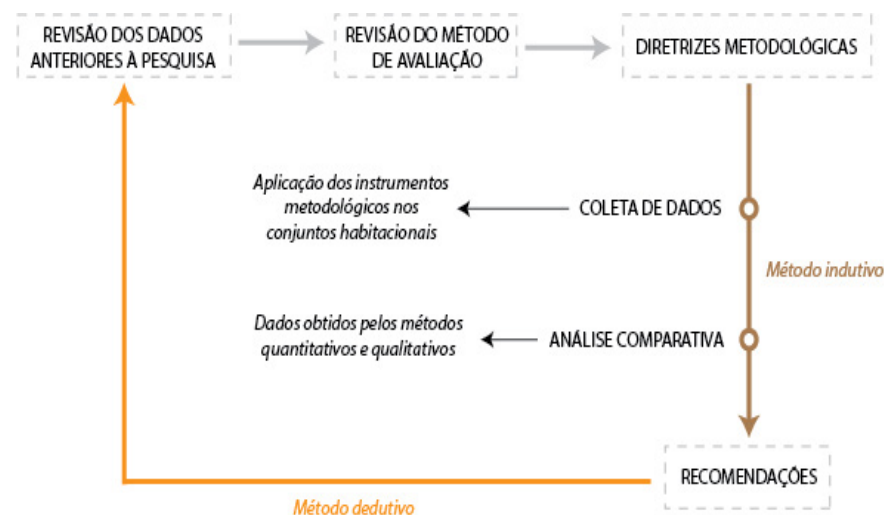 REVISÃO DOS DADOS
ANTERIORES À PESQUISA
REVISÃO DO MÉTODO
DE AVALIAÇÃO
DIRETRIZES METODOLÓGICAS
Aplicação dos instrumentos
metodológicos nos
conjuntos habitacionais
COLETA DE DADOS
Método indutivo
Dados obtidos pelos métodos
quantitativos e qualitativos
ANÁLISE COMPARATIVA
RECOMENDAÇÕES
Método dedutivo